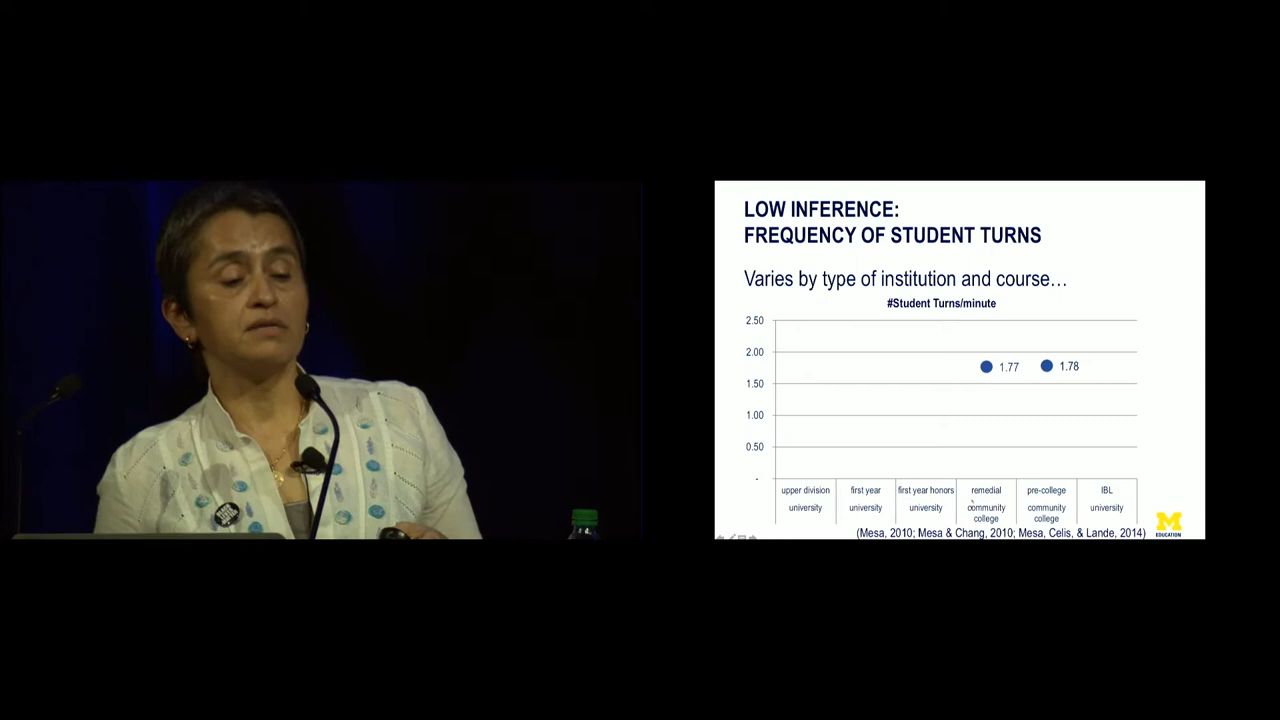 LOW INFERENCE:
FREQUENCY OF STUDENT TURNS
Varies by type of institution and course…
#Student Turns/minute
2.50
2.00
1.50
1.00
0.50
-
1.77
1.78
upper division
university
first year
university
first year honors
university
remedial
community
college
pre-college
community
college
IBL
university
(Mesa, 2010; Mesa & Chang, 2010; Mesa, Celis, & Lande, 2014)
M
EDUCATION